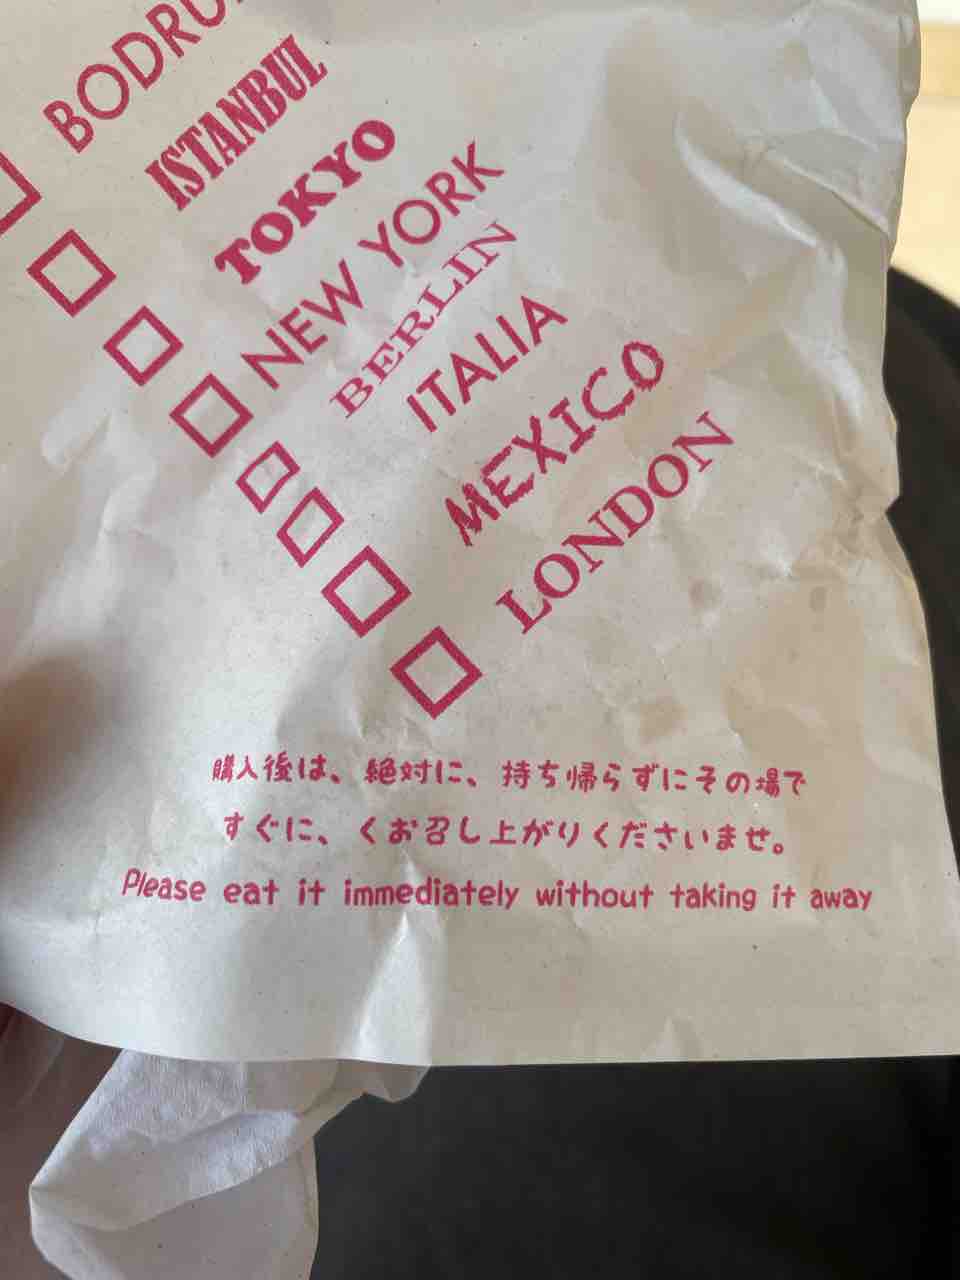 BODRU
ISTANBUL
TOKYO
NEW YORK
BERLIN
ITALIA
MEXICO
LONDON
購入後は、絶対に、持ち帰らずにその場で
すぐに、くお召し上がりくださいませ。
Please eat it immediately without taking it away